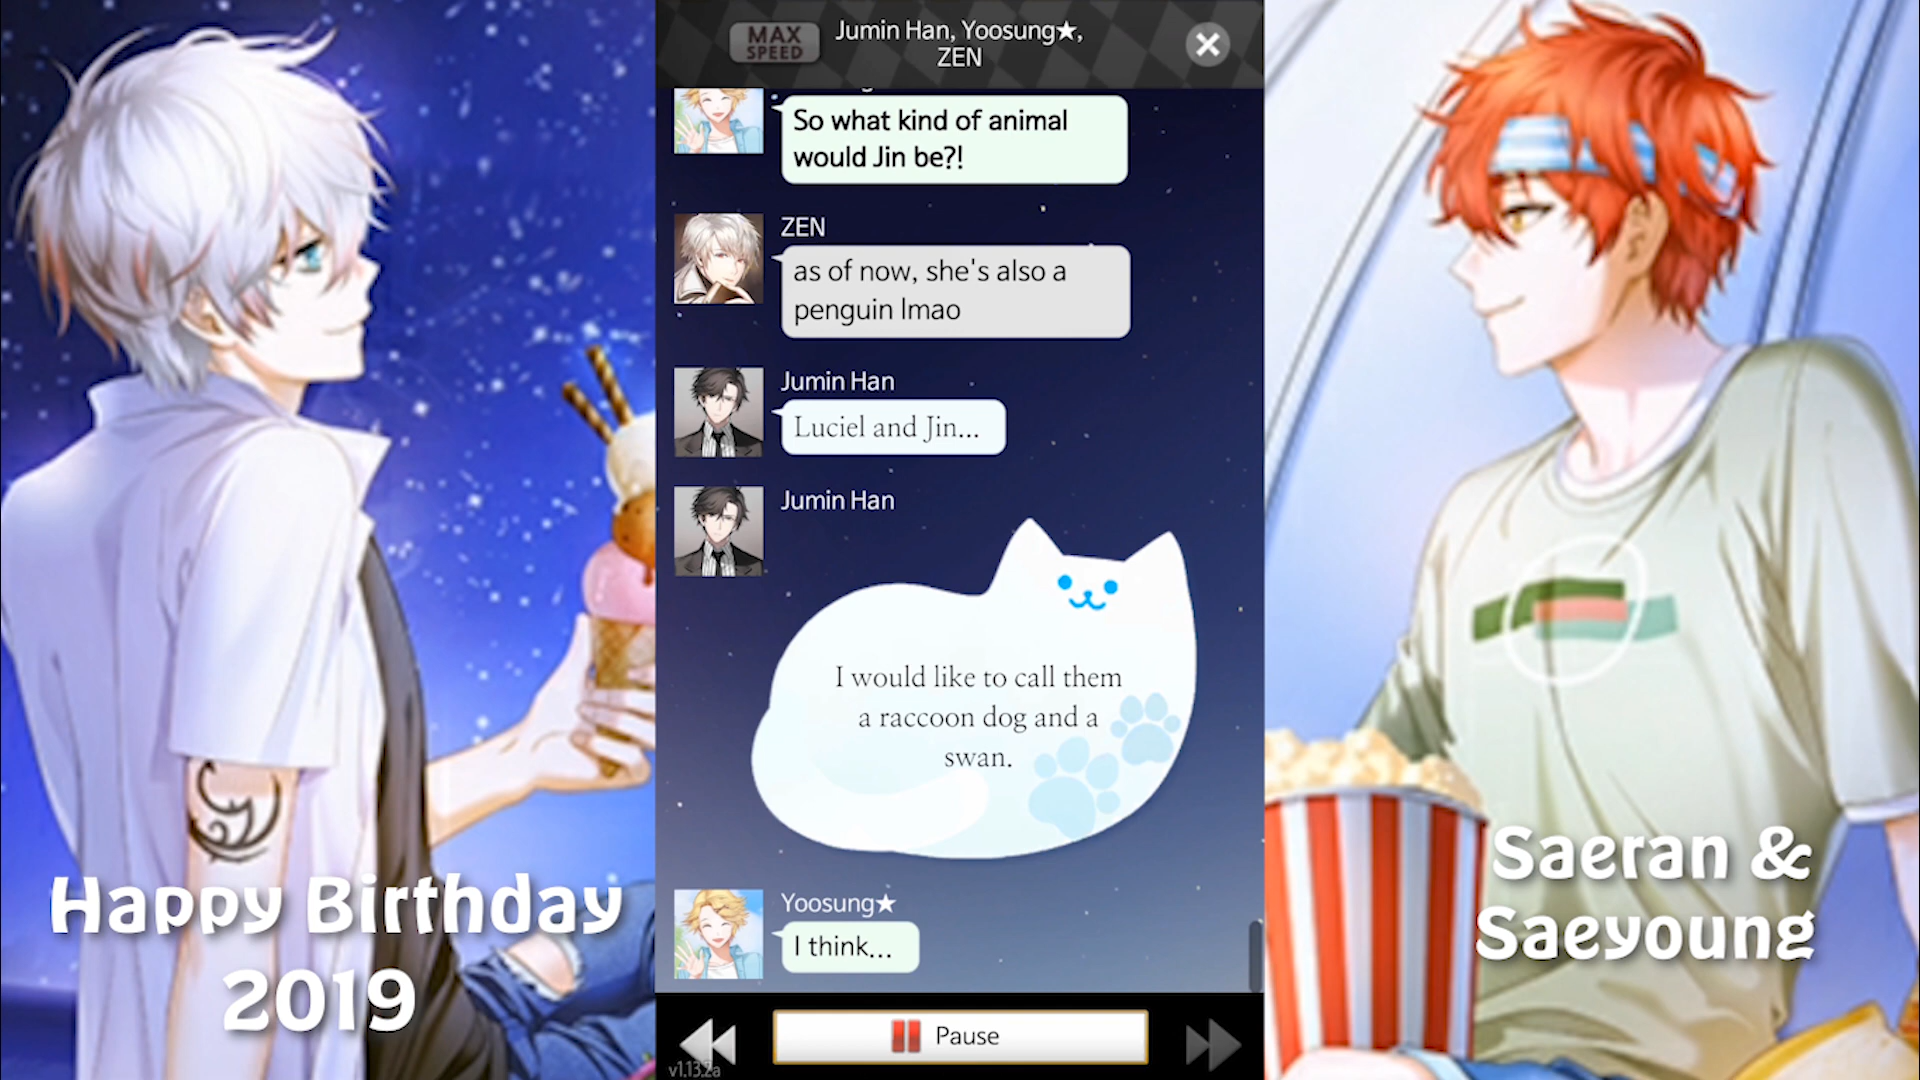 MAX
SPEED
Jumin Han, Yoosung★,
ZEN
So what kind of animal
would Jin be?!
ZEN
as of now, she's also a
penguin lmao
Jumin Han
Luciel and Jin...
Jumin Han
I would like to call them
a raccoon dog and a
swan.
Yoosung★
I think...
Pause
v1.13.2a
Happy Birthday
2019
Saeran &
Saeyoung